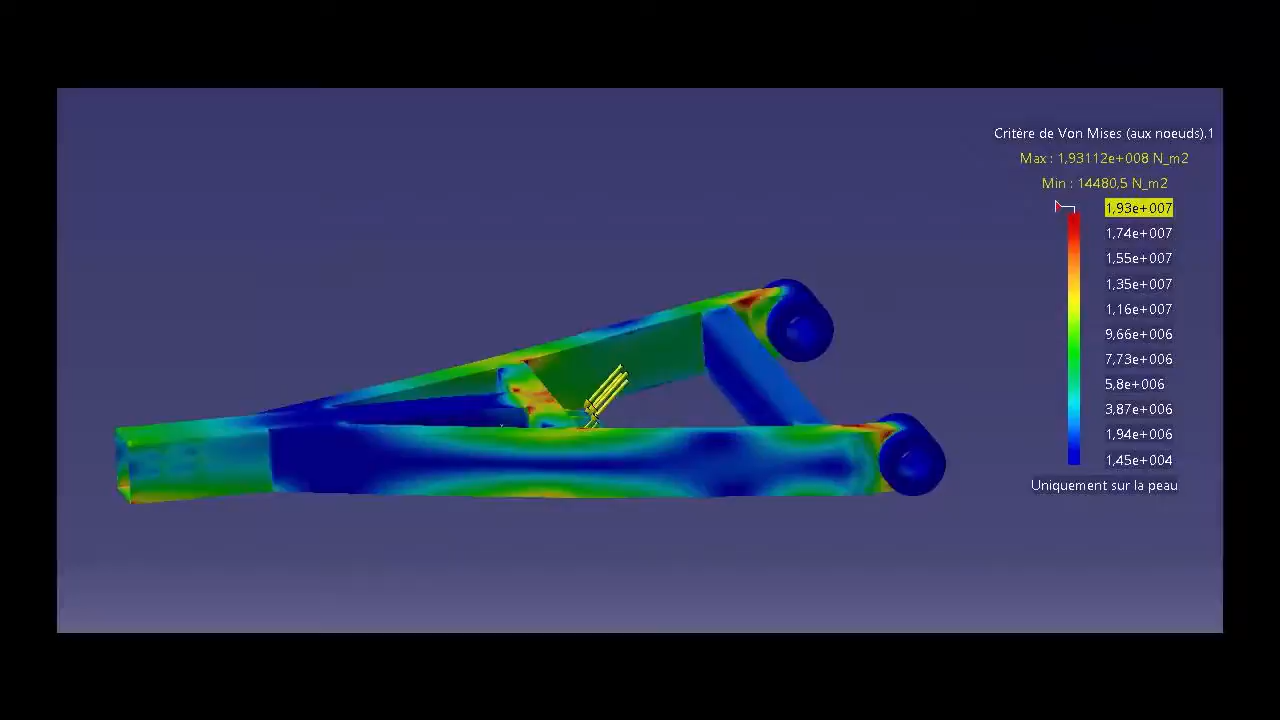 Critère de Von Mises (aux noeuds).1
Max : 1,93112e+008 N_m2
Min : 14480,5 N_m2
1,93e+007
1,74e+007
1,55e+007
1,35e+007
1,16e+007
9,66e+006
7,73e+006
5,8e+006
3,87e+006
1,94e+006
1,45e+004
Uniquement sur la peau